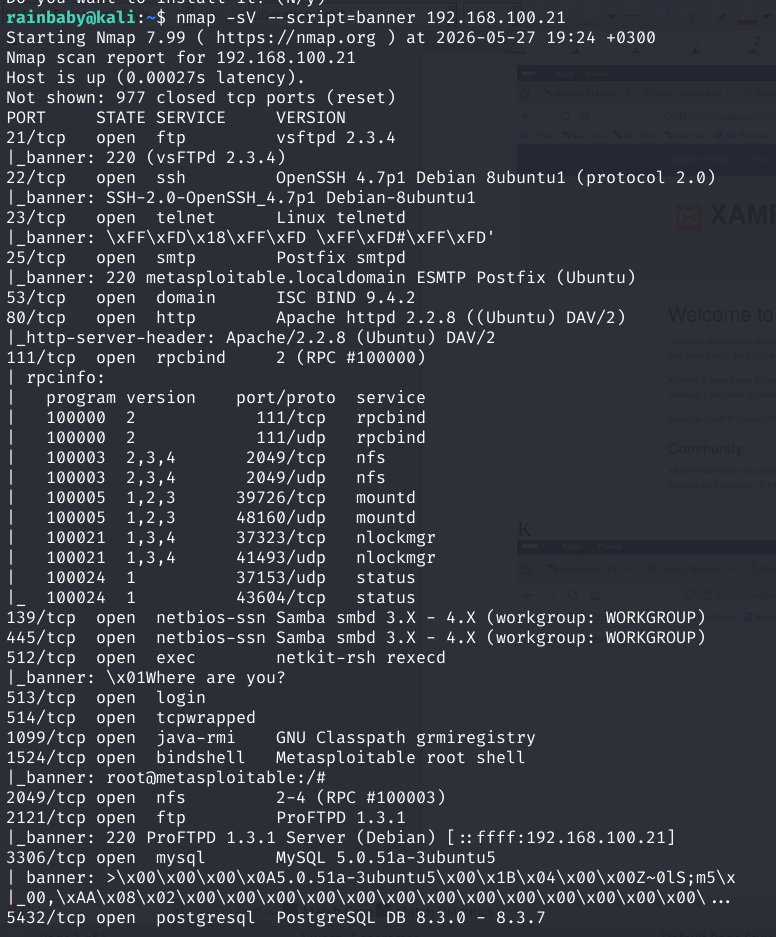 Do you want to install it? (N/y)
rainbaby@kali:~$ nmap -sV --script-banner 192.168.100.21
Starting Nmap 7.99 ( https://nmap.org ) at 2026-05-27 19:24 +0300
Nmap scan report for 192.168.100.21
Host is up (0.00027s latency).
Not shown: 977 closed tcp ports (reset)
PORT     STATE SERVICE     VERSION
21/tcp   open  ftp         vsftpd 2.3.4
|_banner: 220 (vsFTPd 2.3.4)
22/tcp   open  ssh         OpenSSH 4.7p1 Debian 8ubuntu1 (protocol 2.0)
|_banner: SSH-2.0-OpenSSH_4.7p1 Debian-8ubuntu1
23/tcp   open  telnet      Linux telnetd
|_banner: \xFF\xFD\x18\xFF\xFD \xFF\xFD#\xFF\xFD'
25/tcp   open  smtp        Postfix smtpd
|_banner: 220 metasploitable.localdomain ESMTP Postfix (Ubuntu)
53/tcp   open  domain      ISC BIND 9.4.2
80/tcp   open  http        Apache httpd 2.2.8 ((Ubuntu) DAV/2)
|_http-server-header: Apache/2.2.8 (Ubuntu) DAV/2
111/tcp  open  rpcbind     2 (RPC #100000)
| rpcinfo:
|   program version    port/proto  service
|   100000  2            111/tcp   rpcbind
|   100000  2            111/udp   rpcbind
|   100003  2,3,4       2049/tcp   nfs
|   100003  2,3,4       2049/udp   nfs
|   100005  1,2,3      39726/tcp   mountd
|   100005  1,2,3      48160/udp   mountd
|   100021  1,3,4      37323/tcp   nlockmgr
|   100021  1,3,4      41493/udp   nlockmgr
|   100024  1          37153/udp   status
|_  100024  1          43604/tcp   status
139/tcp  open  netbios-ssn Samba smbd 3.X - 4.X (workgroup: WORKGROUP)
445/tcp  open  netbios-ssn Samba smbd 3.X - 4.X (workgroup: WORKGROUP)
512/tcp  open  exec        netkit-rsh rexecd
|_banner: \x01Where are you?
513/tcp  open  login
514/tcp  open  tcpwrapped
1099/tcp open  java-rmi    GNU Classpath grmiregistry
1524/tcp open  bindshell   Metasploitable root shell
|_banner: root@metasploitable:/#
2049/tcp open  nfs         2-4 (RPC #100003)
2121/tcp open  ftp         ProFTPD 1.3.1
|_banner: 220 ProFTPD 1.3.1 Server (Debian) [::ffff:192.168.100.21]
3306/tcp open  mysql       MySQL 5.0.51a-3ubuntu5
| banner: >\x00\x00\x00\x0A5.0.51a-3ubuntu5\x00\x1B\x04\x00\x00Z~0lS;m5\x
|_00,\xAA\x08\x02\x00\x00\x00\x00\x00\x00\x00\x00\x00\x00\x00\x00\x00\ ...
5432/tcp open  postgresql  PostgreSQL DB 8.3.0 - 8.3.7
XAM
Welcome to
Community
K